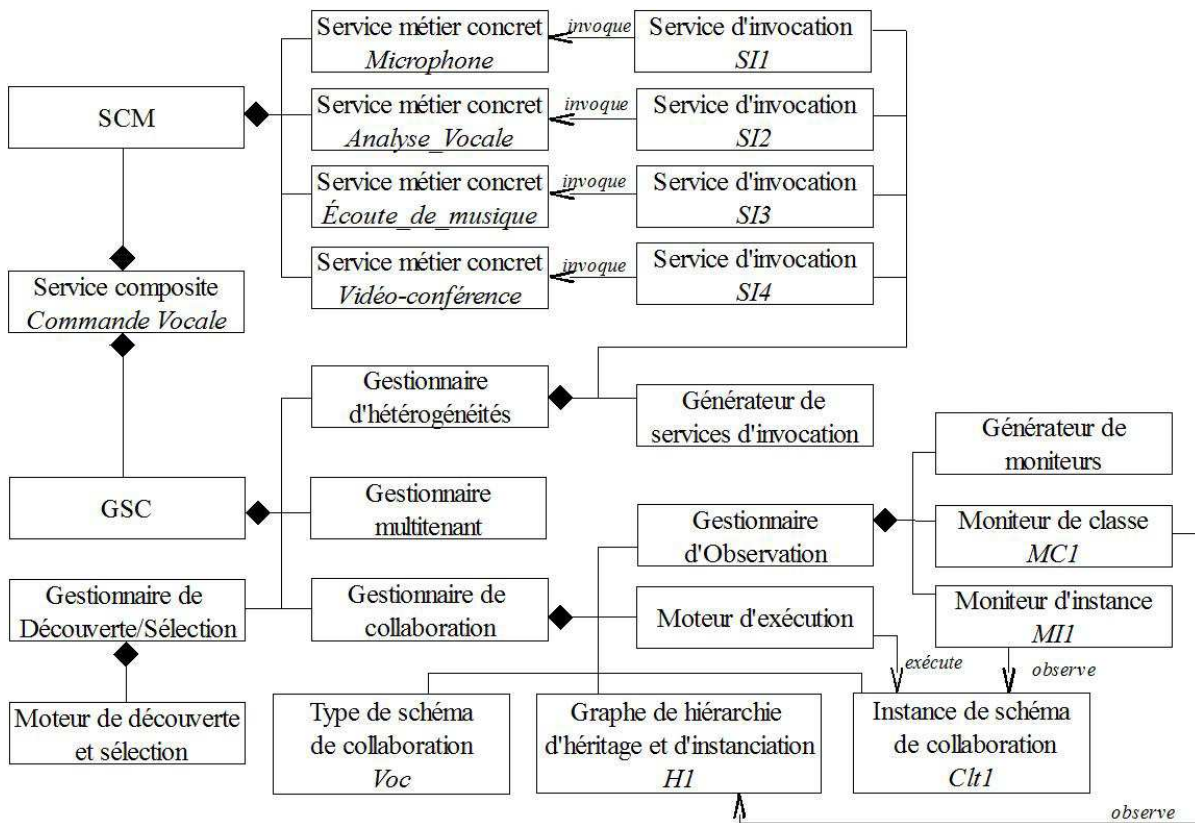 Service métier concret
Microphone
invoque
Service d'invocation
SI1
SCM
Service métier concret
Analyse_Vocale
invoque
Service d'invocation
SI2
Service métier concret
Écoute_de_musique
invoque
Service d'invocation
SI3
Service métier concret
Vidéo-conférence
invoque
Service d'invocation
SI4
Service composite
Commande Vocale
Gestionnaire
d'hétérogénéités
Générateur de
services d'invocation
Générateur de
moniteurs
GSC
Gestionnaire
multitenant
Gestionnaire
d'Observation
Moniteur de classe
MC1
Gestionnaire de
Découverte/Sélection
Gestionnaire de
collaboration
Moteur d'exécution
Moniteur d'instance
MI1
exécute
observe
Moteur de découverte
et sélection
Type de schéma
de collaboration
Voc
Graphe de hiérarchie
d'héritage et d'instanciation
H1
Instance de schéma
de collaboration
Clt1
observe